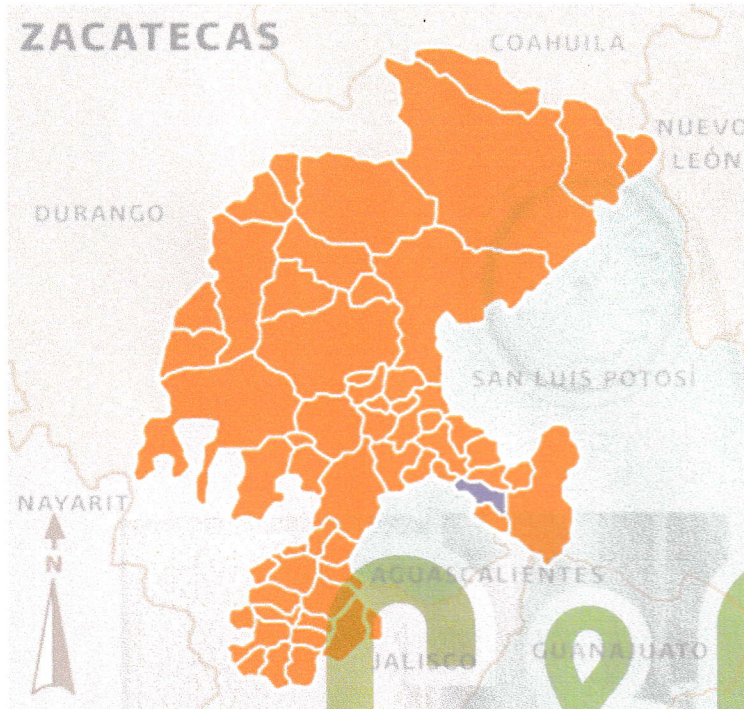 ZACATECAS
COAHUILA
NUEVO
LEÓN
DURANGO
SAN LUIS POTOSÍ
NAYARIT
N
AGUASCALIENTES
JALISCO
GUANAJUATO